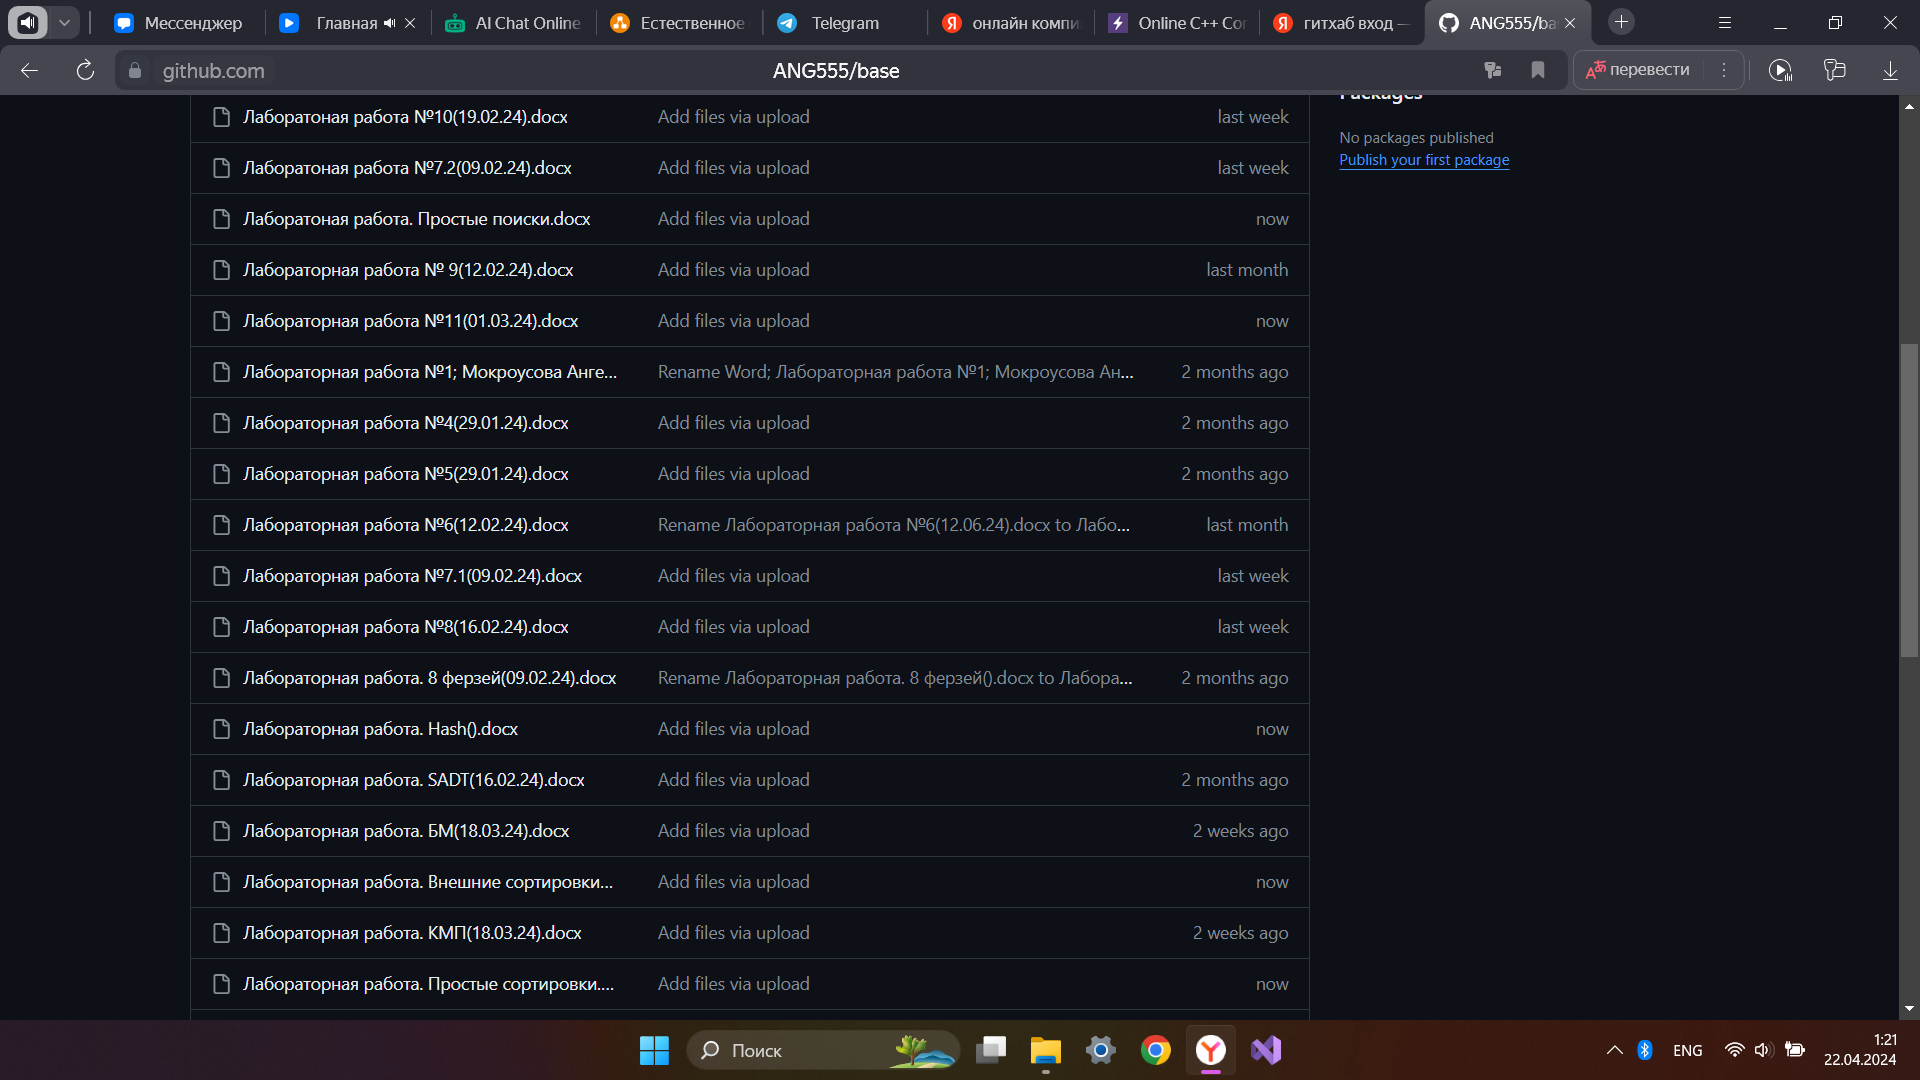 Мессенджер
Главная
AI Chat Online
Естественное
Telegram
онлайн компи
Online C++ Co
гитхаб вход —
ANG555/ba
github.com
ANG555/base
перевести
Packages
No packages published
Publish your first package
Лаборатоная работа №10(19.02.24).docx Add files via upload last week
Лаборатоная работа №7.2(09.02.24).docx Add files via upload last week
Лаборатоная работа. Простые поиски.docx Add files via upload now
Лабораторная работа № 9(12.02.24).docx Add files via upload last month
Лабораторная работа №11(01.03.24).docx Add files via upload now
Лабораторная работа №1; Мокроусова Анге... Rename Word; Лабораторная работа №1; Мокроусова Ан... 2 months ago
Лабораторная работа №4(29.01.24).docx Add files via upload 2 months ago
Лабораторная работа №5(29.01.24).docx Add files via upload 2 months ago
Лабораторная работа №6(12.02.24).docx Rename Лабораторная работа №6(12.06.24).docx to Лабо... last month
Лабораторная работа №7.1(09.02.24).docx Add files via upload last week
Лабораторная работа №8(16.02.24).docx Add files via upload last week
Лабораторная работа. 8 ферзей(09.02.24).docx Rename Лабораторная работа. 8 ферзей().docx to Лабора... 2 months ago
Лабораторная работа. Hash().docx Add files via upload now
Лабораторная работа. SADT(16.02.24).docx Add files via upload 2 months ago
Лабораторная работа. БМ(18.03.24).docx Add files via upload 2 weeks ago
Лабораторная работа. Внешние сортировки... Add files via upload now
Лабораторная работа. КМП(18.03.24).docx Add files via upload 2 weeks ago
Лабораторная работа. Простые сортировки.... Add files via upload now
Поиск
ENG
1:21
22.04.2024